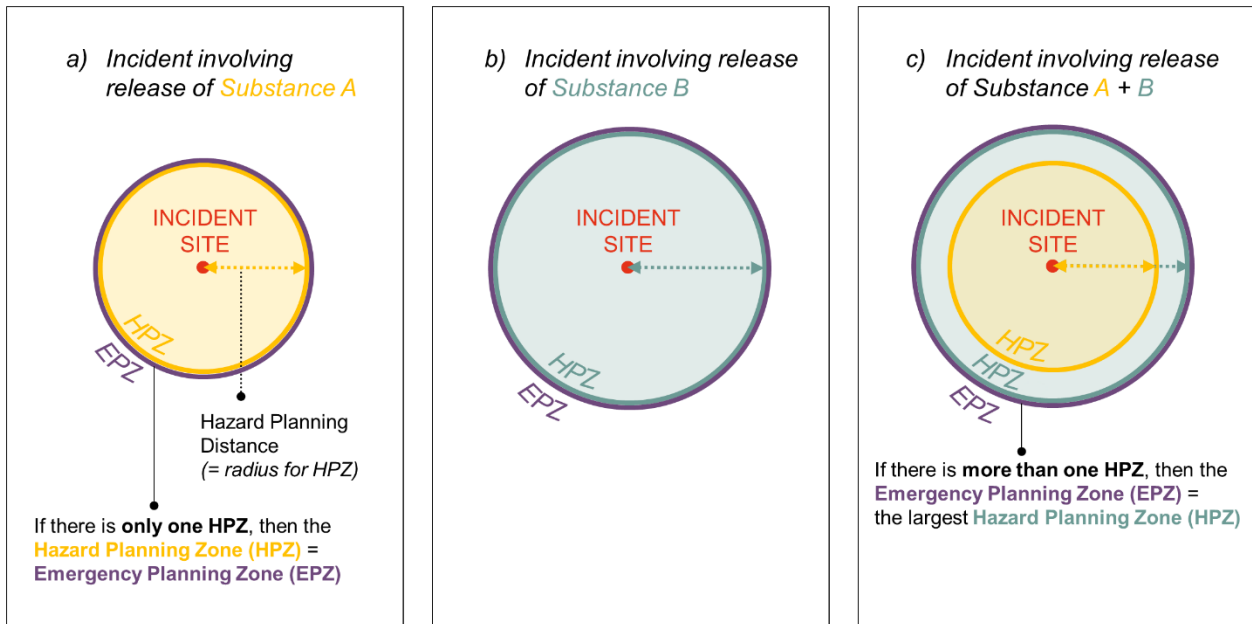 a) Incident involving
release of Substance A
INCIDENT
SITE
HPZ
EPZ
Hazard Planning
Distance
(= radius for HPZ)
If there is only one HPZ, then the
Hazard Planning Zone (HPZ) =
Emergency Planning Zone (EPZ)
b) Incident involving release
of Substance B
INCIDENT
SITE
HPZ
EPZ
c) Incident involving release
of Substance A + B
INCIDENT
SITE
HPZ
HPZ
EPZ
If there is more than one HPZ, then the
Emergency Planning Zone (EPZ) =
the largest Hazard Planning Zone (HPZ)